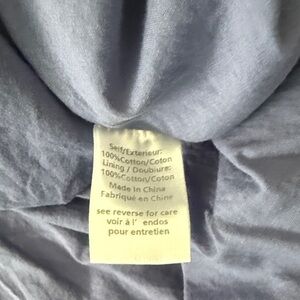 Self/Exterieur:
100%Cotton/Coton
Lining / Doublure:
100%Cotton/Coton
Made in China
Fabriqué en Chine
see reverse for care
voir à l' endos
pour entretien